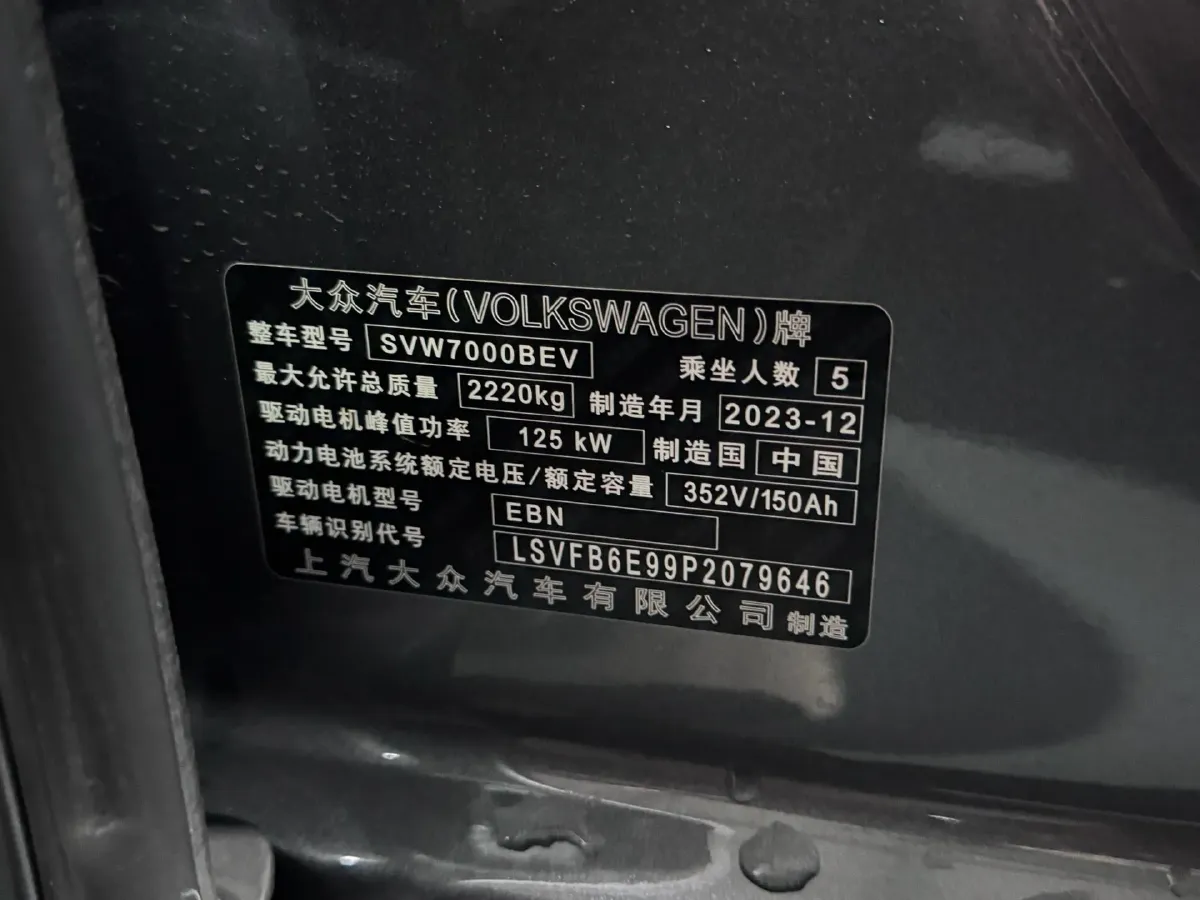 大众汽车(VOLKSWAGEN)牌
整车型号 SVW7000BEV 乘坐人数 5
最大允许总质量 2220kg 制造年月 2023-12
驱动电机峰值功率 125 kW 制造国 中国
动力电池系统额定电压/额定容量 352V/150Ah
驱动电机型号 EBN
车辆识别代号 LSVFB6E99P2079646
上汽大众汽车有限公司 制造